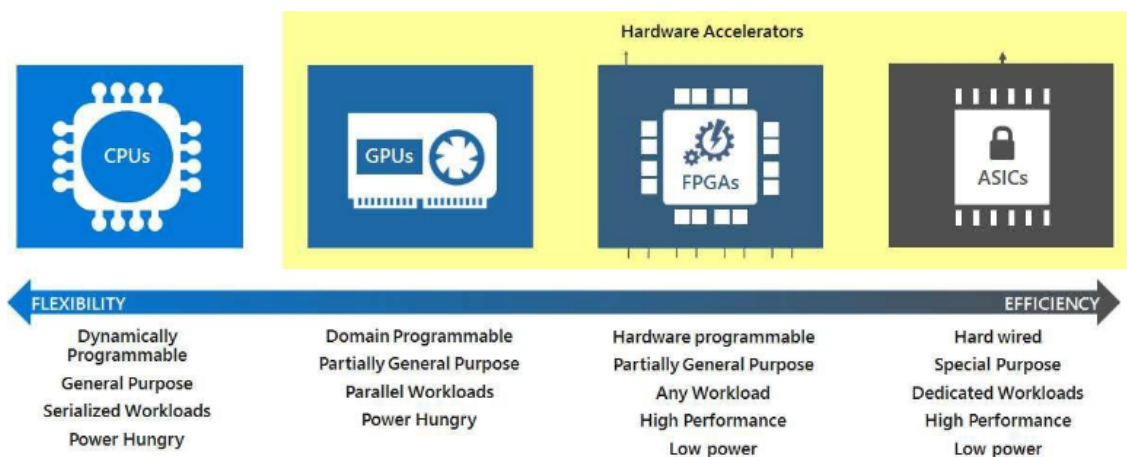 Hardware Accelerators
CPUs
GPUs
FPGAs
ASICs
FLEXIBILITY
EFFICIENCY
Dynamically
Programmable
General Purpose
Serialized Workloads
Power Hungry
Domain Programmable
Partially General Purpose
Parallel Workloads
Power Hungry
Hardware programmable
Partially General Purpose
Any Workload
High Performance
Low power
Hard wired
Special Purpose
Dedicated Workloads
High Performance
Low power